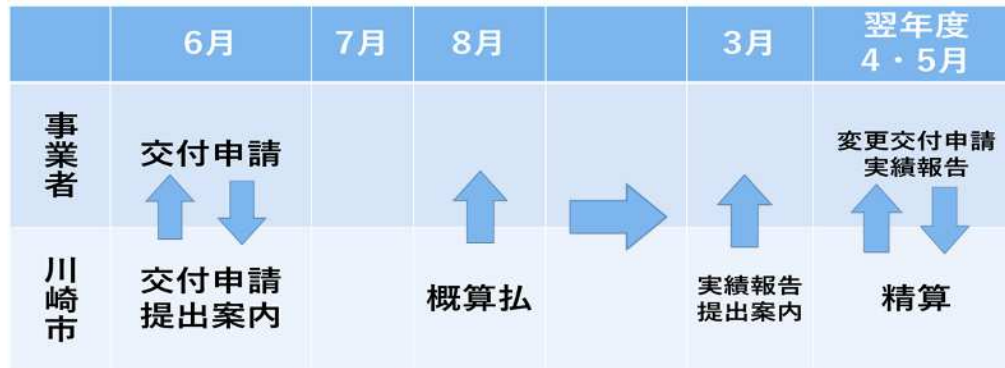 6月
7月
8月
3月
翌年度
4・5月
事業者
交付申請
変更交付申請
実績報告
川崎市
交付申請
提出案内
概算払
実績報告
提出案内
精算